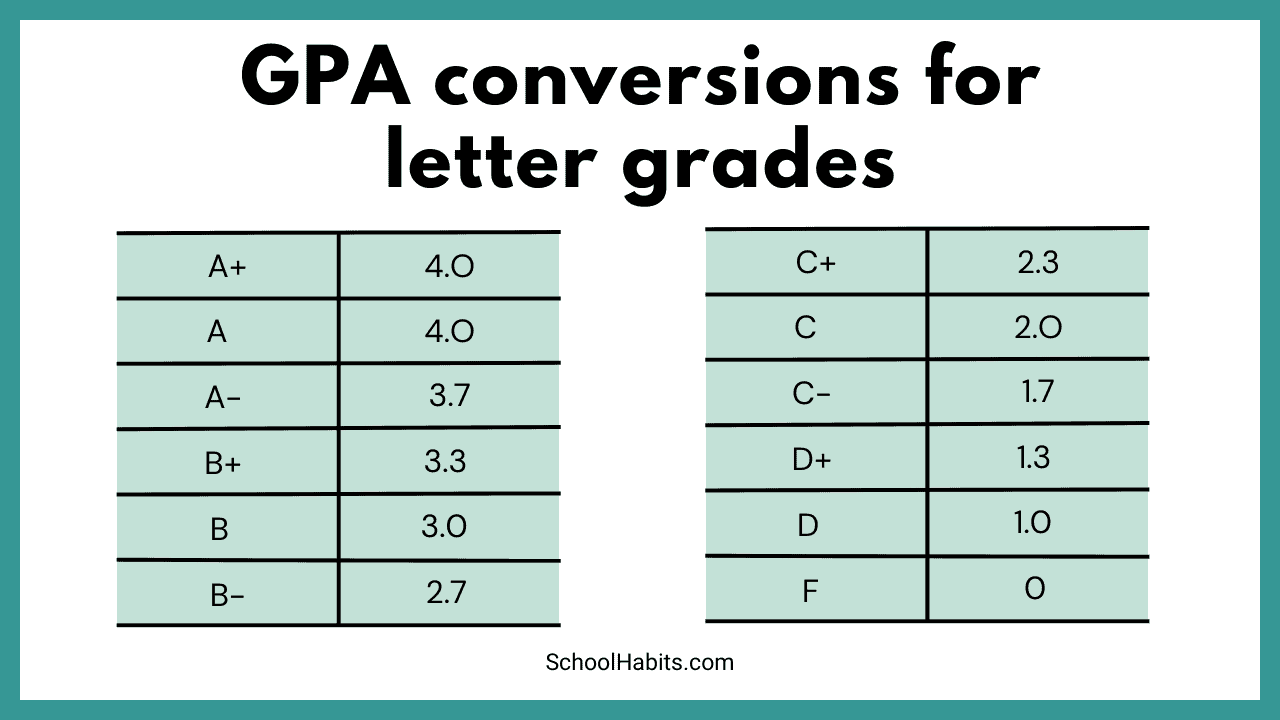 GPA conversions for
letter grades
A+ 4.0
A 4.0
A- 3.7
B+ 3.3
B 3.0
B- 2.7
C+ 2.3
C 2.0
C- 1.7
D+ 1.3
D 1.0
F 0
SchoolHabits.com